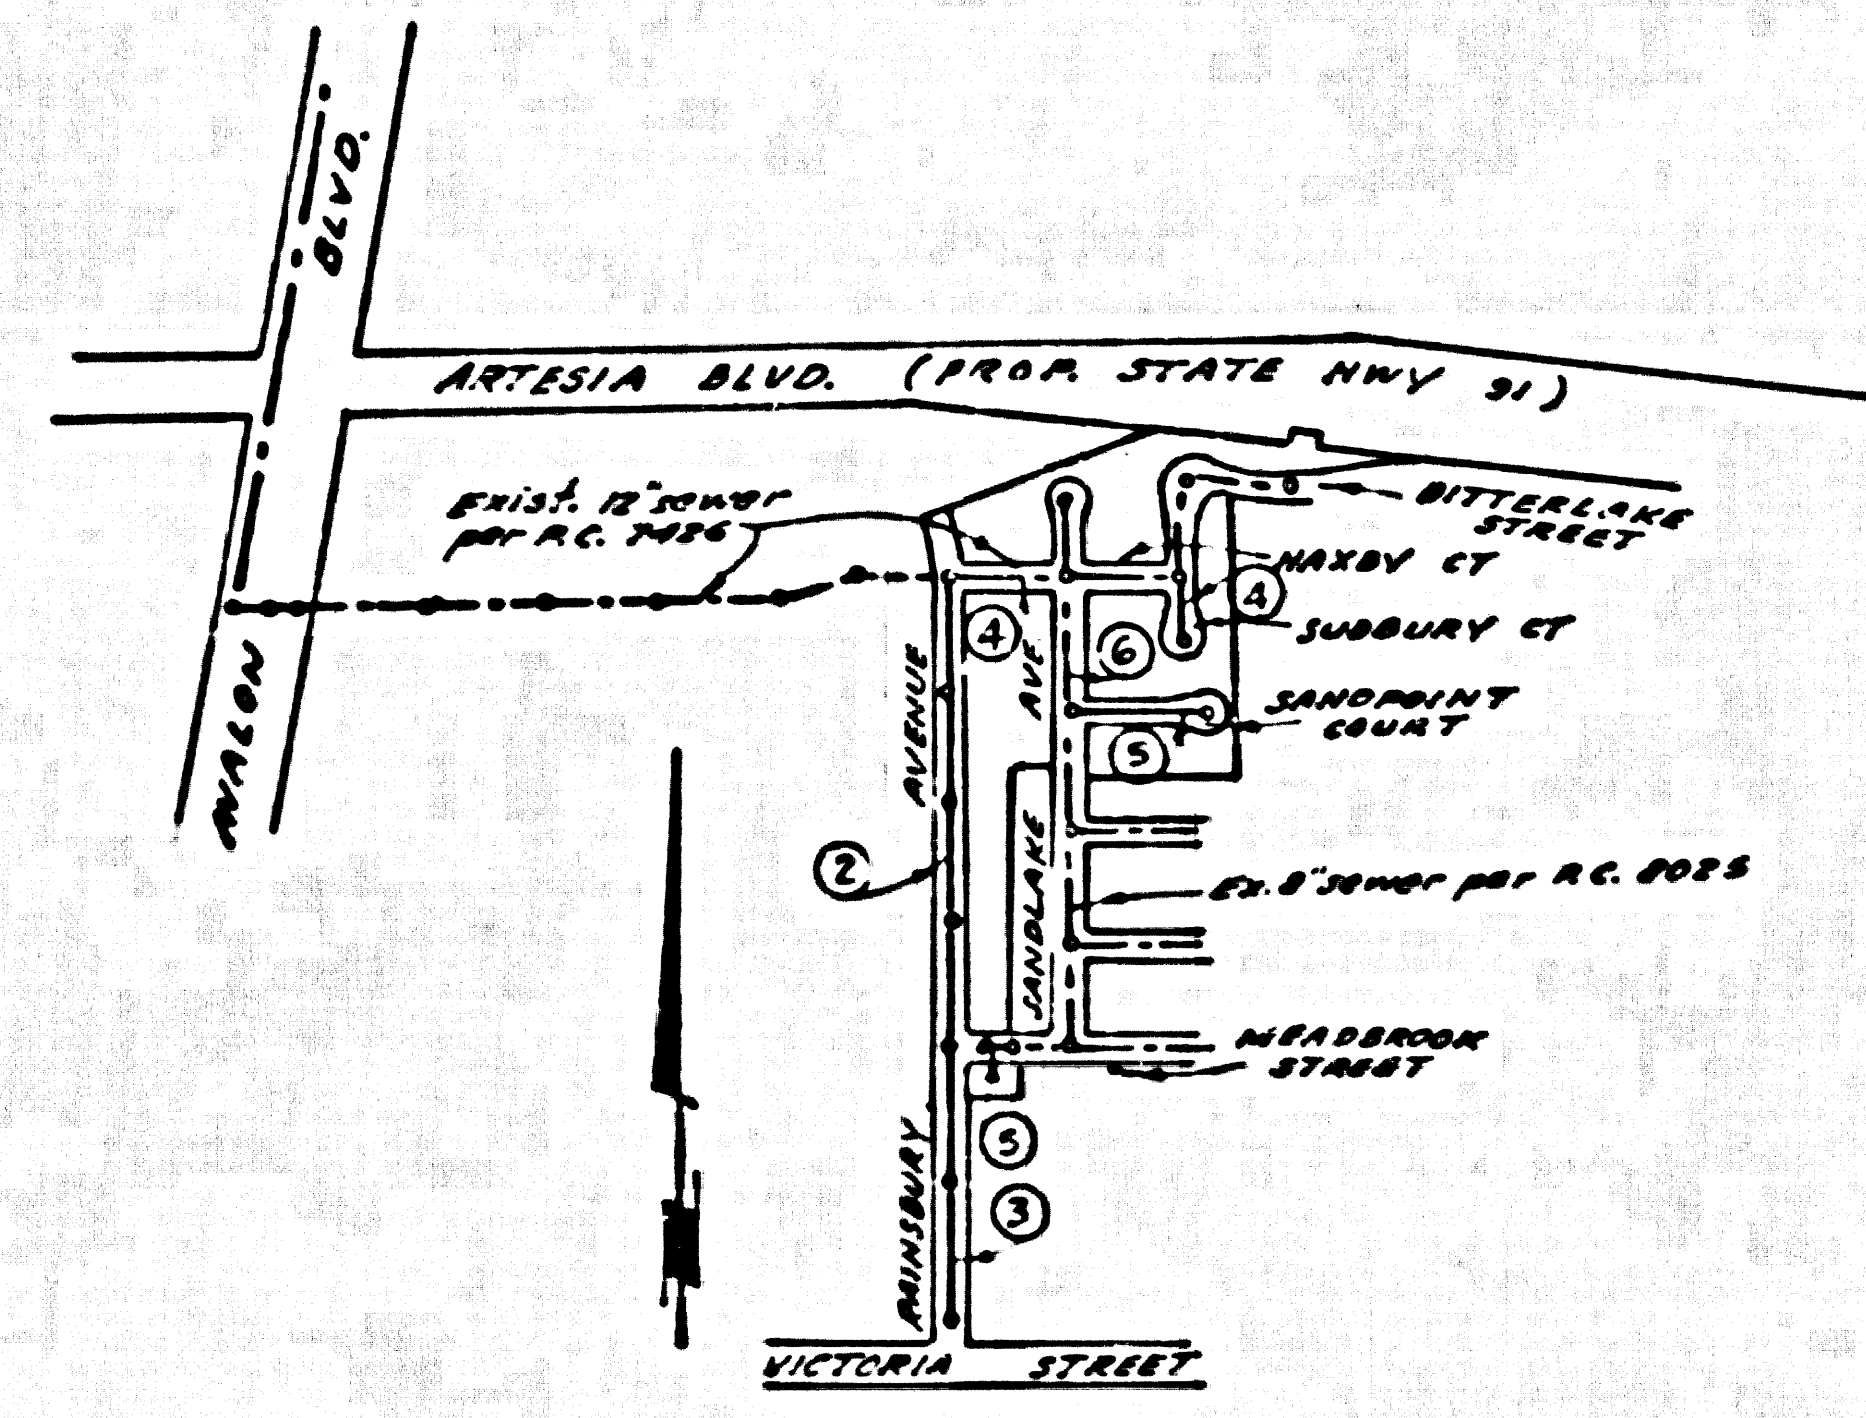 BLVD.
ARTESIA BLVD. (PROP. STATE HWY 91)
Exist. 12" sewer
per P.C. 7426
BITTERLAKE
STREET
HAXBY CT
4
SUDBURY CT
4
6
AVE
AVENUE
SANDPOINT
COURT
5
AVALON
2
SANDLAKE
Ex. 8" sewer per P.C. 8025
MEADBROOK
STREET
5
3
AINSBURY
VICTORIA STREET